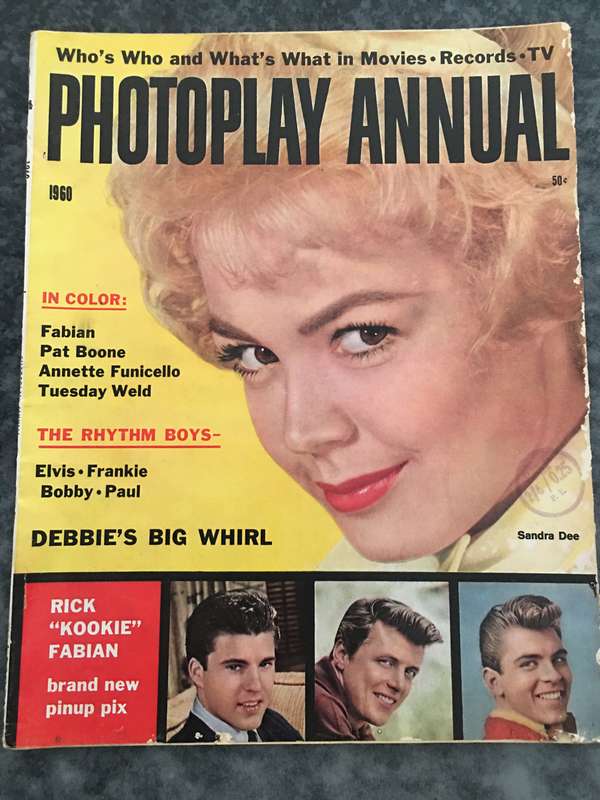 Who's Who and What's What in Movies • Records • TV
PHOTOPLAY ANNUAL
1960
50¢
IN COLOR:
Fabian
Pat Boone
Annette Funicello
Tuesday Weld
THE RHYTHM BOYS–
Elvis • Frankie
Bobby • Paul
DEBBIE'S BIG WHIRL
Sandra Dee
RICK
"KOOKIE"
FABIAN
brand new
pinup pix